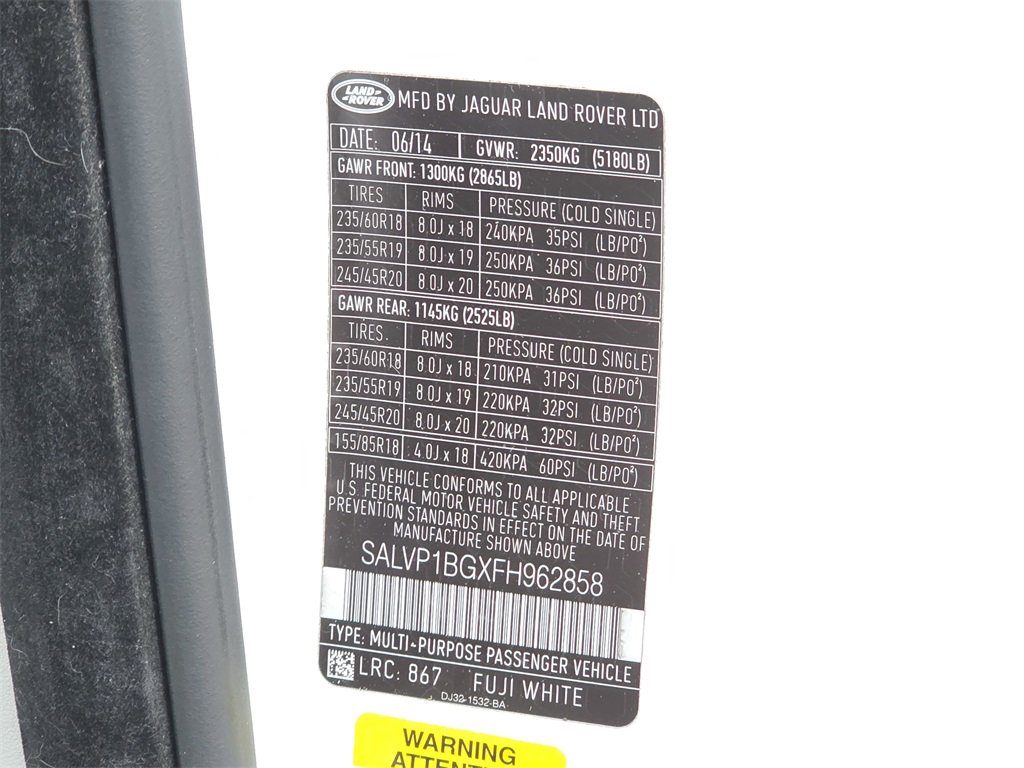 LAND ROVER MFD BY JAGUAR LAND ROVER LTD
DATE: 06/14 GVWR: 2350KG (5180LB)
GAWR FRONT: 1300KG (2865LB)
TIRES RIMS PRESSURE (COLD SINGLE)
235/60R18 8.0J x 18 240KPA 35PSI (LB/PO²)
235/55R19 8.0J x 19 250KPA 36PSI (LB/PO²)
245/45R20 8.0J x 20 250KPA 36PSI (LB/PO²)
GAWR REAR: 1145KG (2525LB)
TIRES RIMS PRESSURE (COLD SINGLE)
235/60R18 8.0J x 18 210KPA 31PSI (LB/PO²)
235/55R19 8.0J x 19 220KPA 32PSI (LB/PO²)
245/45R20 8.0J x 20 220KPA 32PSI (LB/PO²)
155/85R18 4.0J x 18 420KPA 60PSI (LB/PO²)
THIS VEHICLE CONFORMS TO ALL APPLICABLE
U.S. FEDERAL MOTOR VEHICLE SAFETY AND THEFT
PREVENTION STANDARDS IN EFFECT ON THE DATE OF
MANUFACTURE SHOWN ABOVE
SALVP1BGXFH962858
TYPE: MULTI-PURPOSE PASSENGER VEHICLE
LRC: 867 FUJI WHITE
DJ32-1532-BA
WARNING